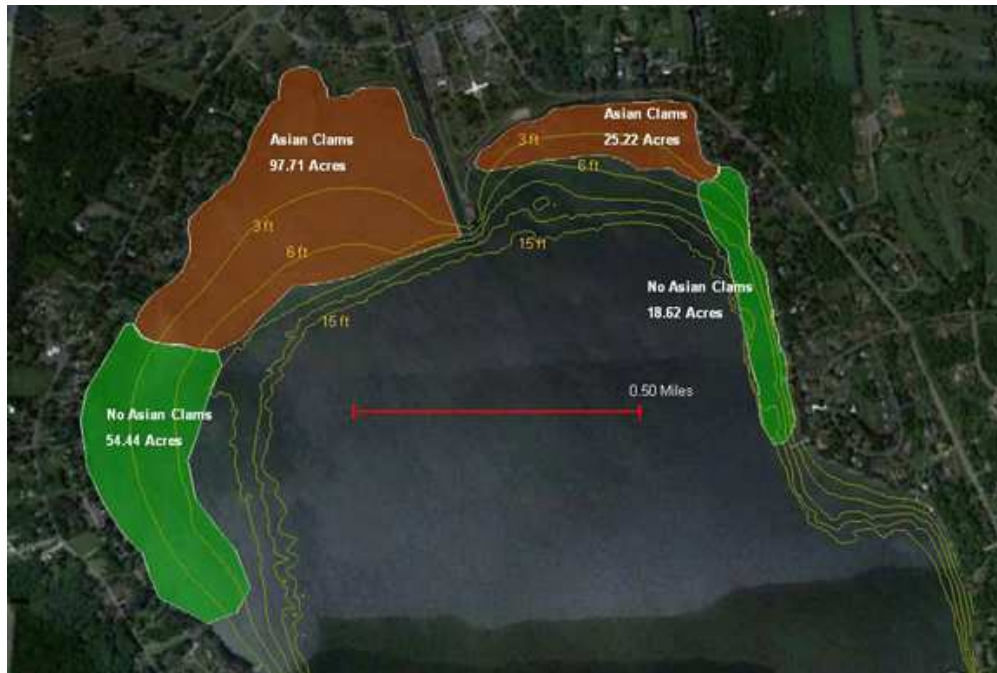 Asian Clams
97.71 Acres
Asian Clams
25.22 Acres
3 ft
6 ft
3 ft
6 ft
15 ft
15 ft
No Asian Clams
18.62 Acres
0.50 Miles
No Asian Clams
54.44 Acres